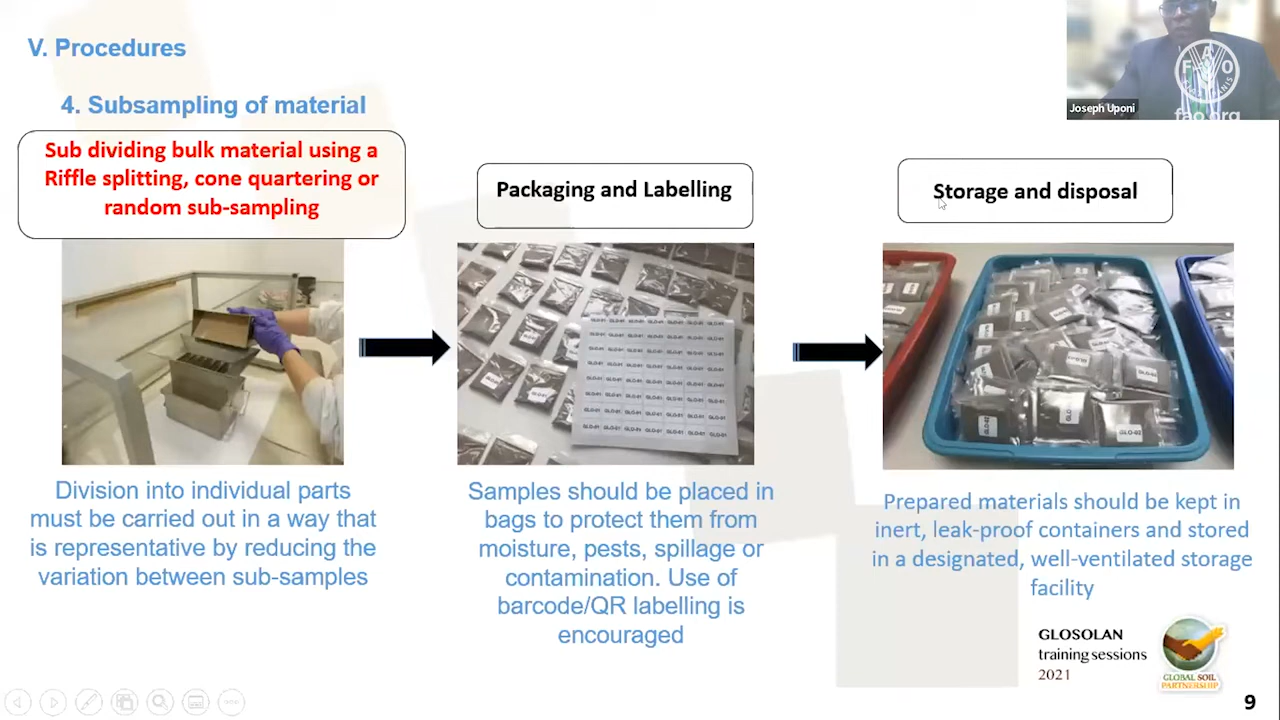 V. Procedures
4. Subsampling of material
Sub dividing bulk material using a
Riffle splitting, cone quartering or
random sub-sampling
Packaging and Labelling
Storage and disposal
Division into individual parts
must be carried out in a way that
is representative by reducing the
variation between sub-samples
Samples should be placed in
bags to protect them from
moisture, pests, spillage or
contamination. Use of
barcode/QR labelling is
encouraged
Prepared materials should be kept in
inert, leak-proof containers and stored
in a designated, well-ventilated storage
facility
Joseph Uponi
F A O
fao.org
GLOSOLAN
training sessions
2021
GLOBAL SOIL
PARTNERSHIP
9